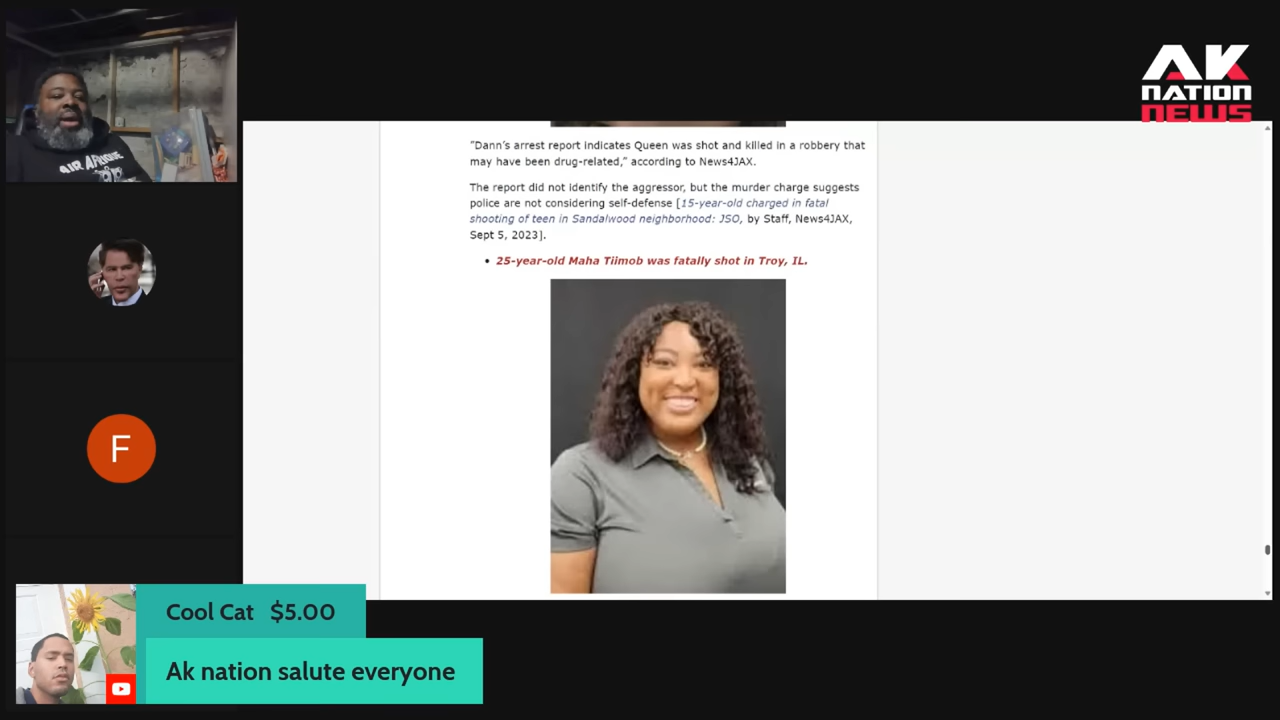 AIR AFRIQUE
AK
NATION
NEWS
"Dann's arrest report indicates Queen was shot and killed in a robbery that
may have been drug-related," according to News4JAX.
The report did not identify the aggressor, but the murder charge suggests
police are not considering self-defense [15-year-old charged in fatal
shooting of teen in Sandalwood neighborhood: JSO, by Staff, News4JAX,
Sept 5, 2023].
• 25-year-old Maha Tiimob was fatally shot in Troy, IL.
F
Cool Cat $5.00
Ak nation salute everyone